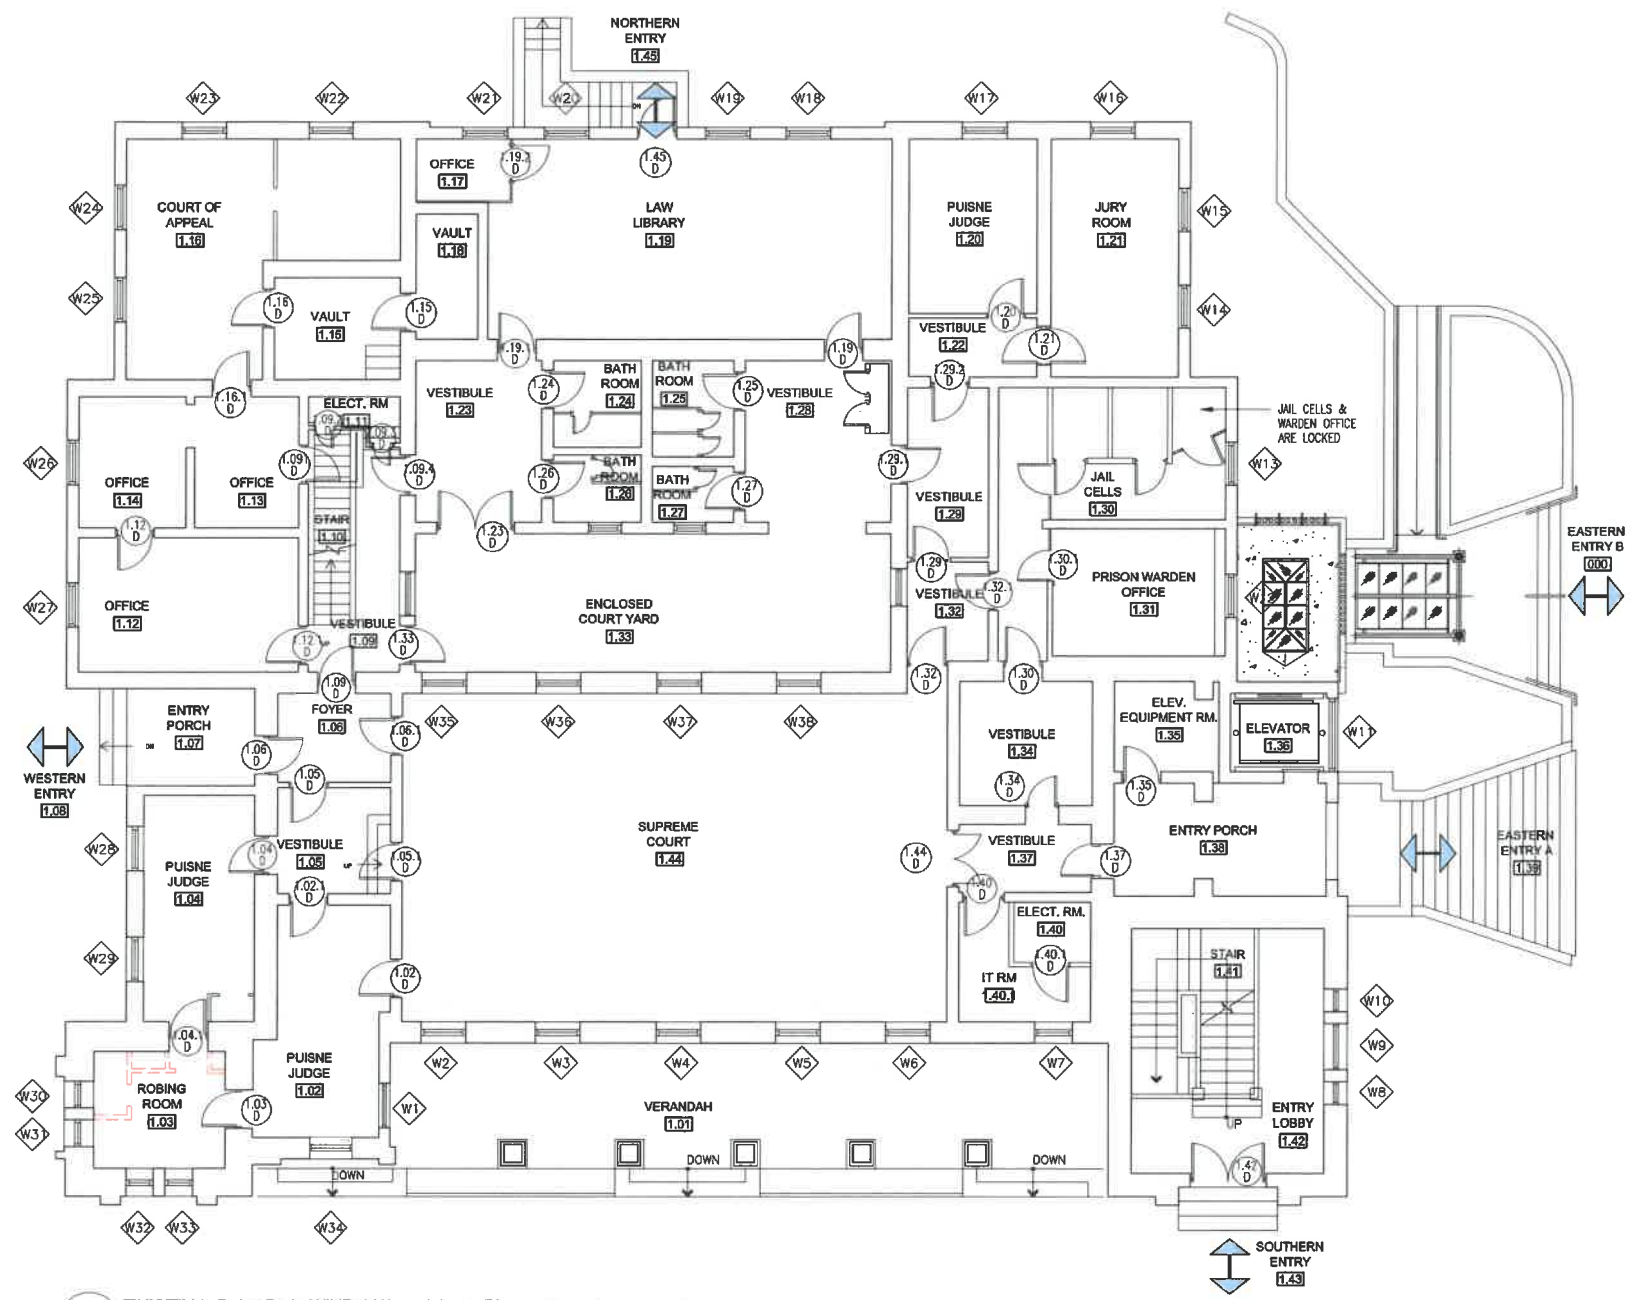 NORTHERN
ENTRY
1.45
W23
W22
W21
W20
DN
W19
W18
W17
W16
1.19.2
D
1.45
D
OFFICE
1.17
COURT OF
APPEAL
1.16
VAULT
1.18
LAW
LIBRARY
1.19
PUISNE
JUDGE
1.20
JURY
ROOM
1.21
W24
W15
W25
W14
1.16
D
VAULT
1.15
1.15
D
1.20
D
VESTIBULE
1.22
1.21
D
1.19.1
D
1.19
D
1.29.2
D
1.16.1
D
ELECT. RM
1.11
VESTIBULE
1.23
1.24
D
BATH
ROOM
1.24
BATH
ROOM
1.25
1.25
D
VESTIBULE
1.28
JAIL CELLS &
WARDEN OFFICE
ARE LOCKED
W26
OFFICE
1.14
OFFICE
1.13
1.09.4
D
1.26
D
BATH
ROOM
1.26
BATH
ROOM
1.27
1.27
D
1.29.1
D
VESTIBULE
1.29
JAIL
CELLS
1.30
W13
1.12
D
STAIR
1.10
1.23
D
1.29
D
1.30.1
D
EASTERN
ENTRY B
000
W27
OFFICE
1.12
1.12.1
D
UP
VESTIBULE
1.09
1.33
D
ENCLOSED
COURT YARD
1.33
VESTIBULE
1.32
1.32.1
D
PRISON WARDEN
OFFICE
1.31
1.09
D
1.32
D
1.30
D
ENTRY
PORCH
1.07
DN
FOYER
1.06
1.06
D
1.06.1
D
W35
W36
W37
W38
VESTIBULE
1.34
1.34
D
ELEV.
EQUIPMENT RM.
1.35
1.35
D
ELEVATOR
1.36
W11
WESTERN
ENTRY
1.08
1.05
D
W28
PUISNE
JUDGE
1.04
1.04
D
VESTIBULE
1.05
UP
1.05.1
D
1.02.1
D
SUPREME
COURT
1.44
1.44
D
VESTIBULE
1.37
1.37
D
ENTRY PORCH
1.38
EASTERN
ENTRY A
1.39
1.40
D
ELECT. RM.
1.40
1.40.1
D
IT RM
1.40.1
W29
1.02
D
STAIR
1.41
W10
1.04.1
D
W2
W3
W4
W5
W6
W7
W9
PUISNE
JUDGE
1.02
W30
ROBING
ROOM
1.03
1.03
D
W1
VERANDAH
1.01
W8
W31
UP
ENTRY
LOBBY
1.42
DOWN
DOWN
DOWN
1.42
D
W32
W33
W34
SOUTHERN
ENTRY
1.43